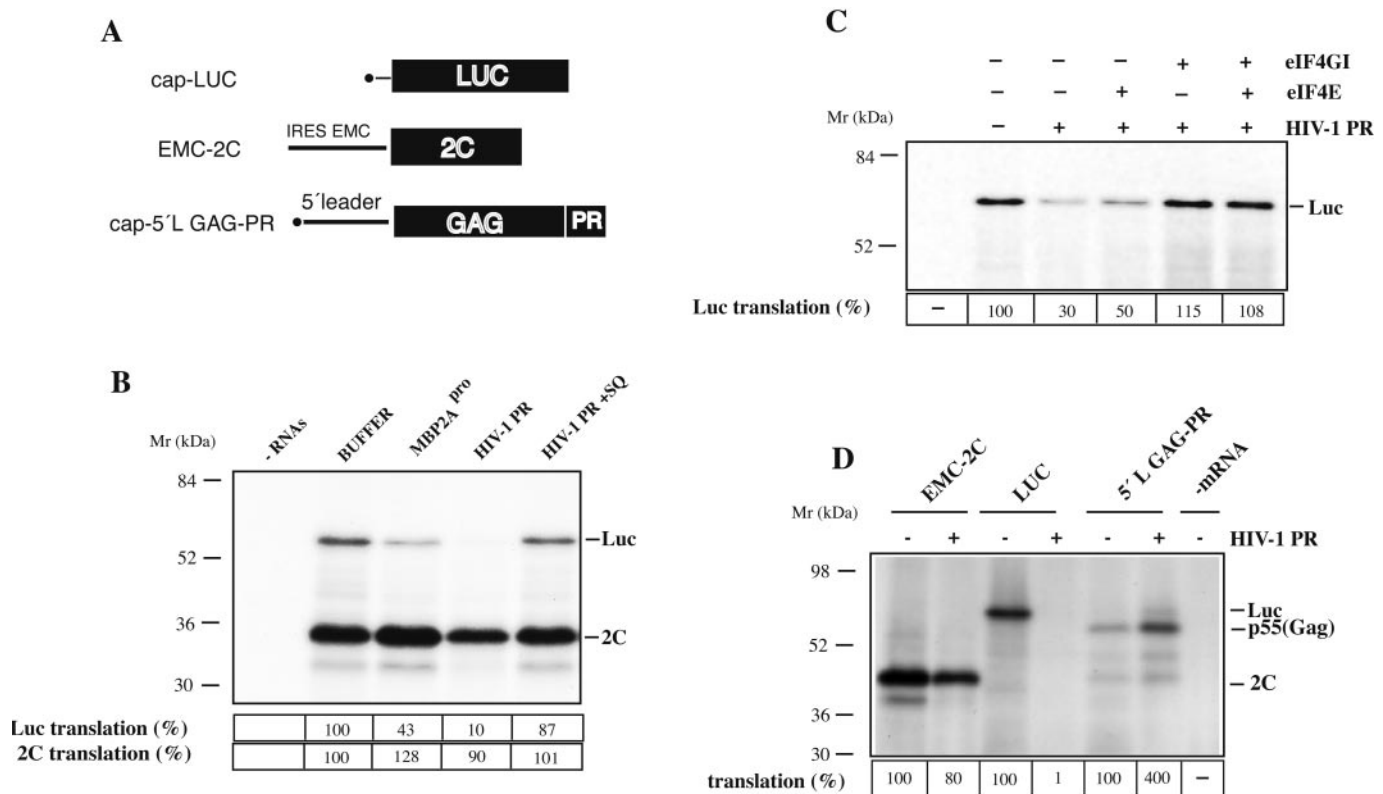 A
cap-LUC
LUC
IRES EMC
EMC-2C
2C
5´leader
cap-5´L GAG-PR
GAG
PR
B
- RNAs
BUFFER
MBP2A pro
HIV-1 PR
HIV-1 PR +SQ
Mr (kDa)
84
52
36
30
Luc
2C
Luc translation (%)
100 43 10 87
2C translation (%)
100 128 90 101
C
– – – + + eIF4GI
– – + – + eIF4E
– + + + + HIV-1 PR
Mr (kDa)
84
52
Luc
Luc translation (%)
– 100 30 50 115 108
D
EMC-2C
LUC
5´ L GAG-PR
-mRNA
Mr (kDa)
- + - + - + - HIV-1 PR
98
52
36
30
Luc
p55(Gag)
2C
translation (%)
100 80 100 1 100 400 –